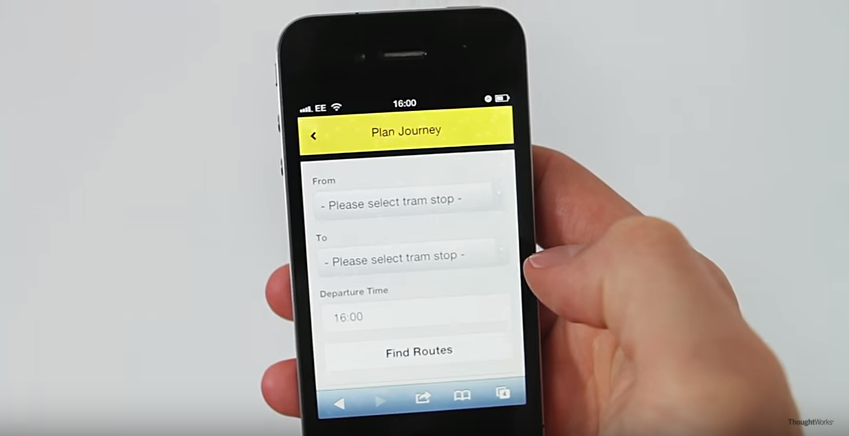 EE 16:00
Plan Journey
From
- Please select tram stop -
To
- Please select tram stop -
Departure Time
16:00
Find Routes
ThoughtWorks